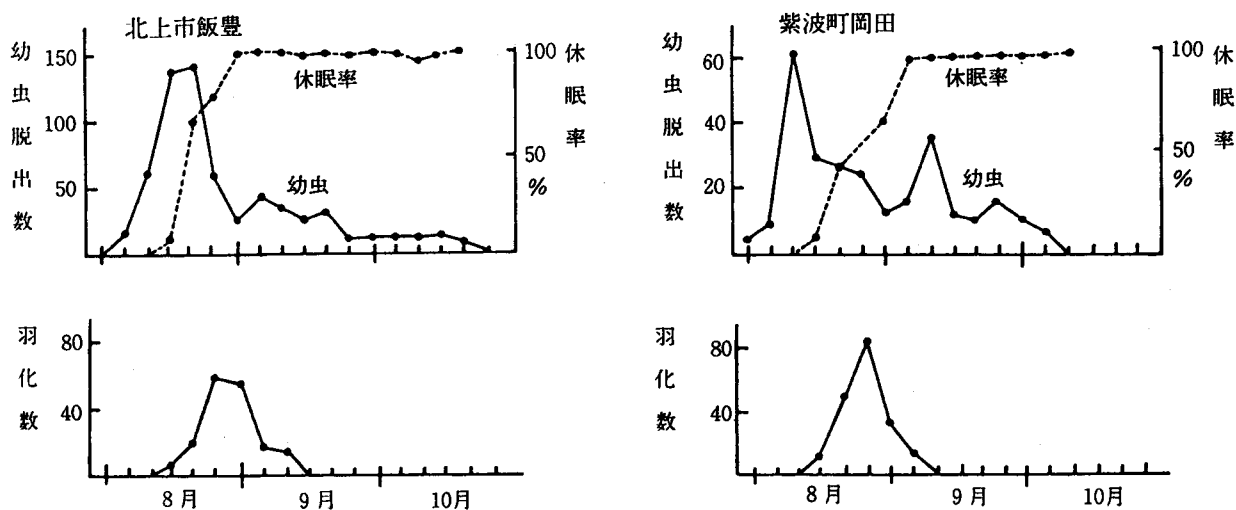 北上市飯豊
幼虫脱出数
150
100
50
休眠率
幼虫
100
50
%
休眠率
紫波町岡田
幼虫脱出数
60
40
20
休眠率
幼虫
100
50
%
休眠率
羽化数
80
40
8月
9月
10月
羽化数
80
40
8月
9月
10月